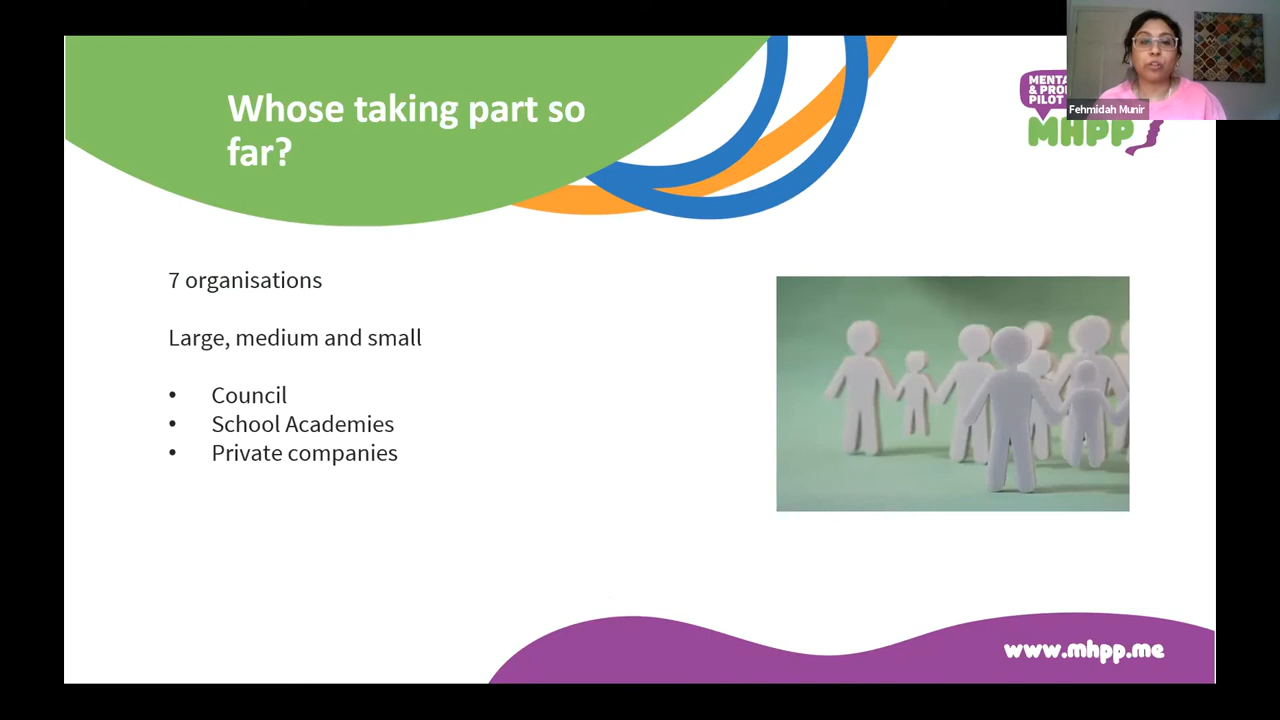 Whose taking part so
far?
7 organisations
Large, medium and small
• Council
• School Academies
• Private companies
& 
PILOT
MHPP
Fehmidah Munir
www.mhpp.me